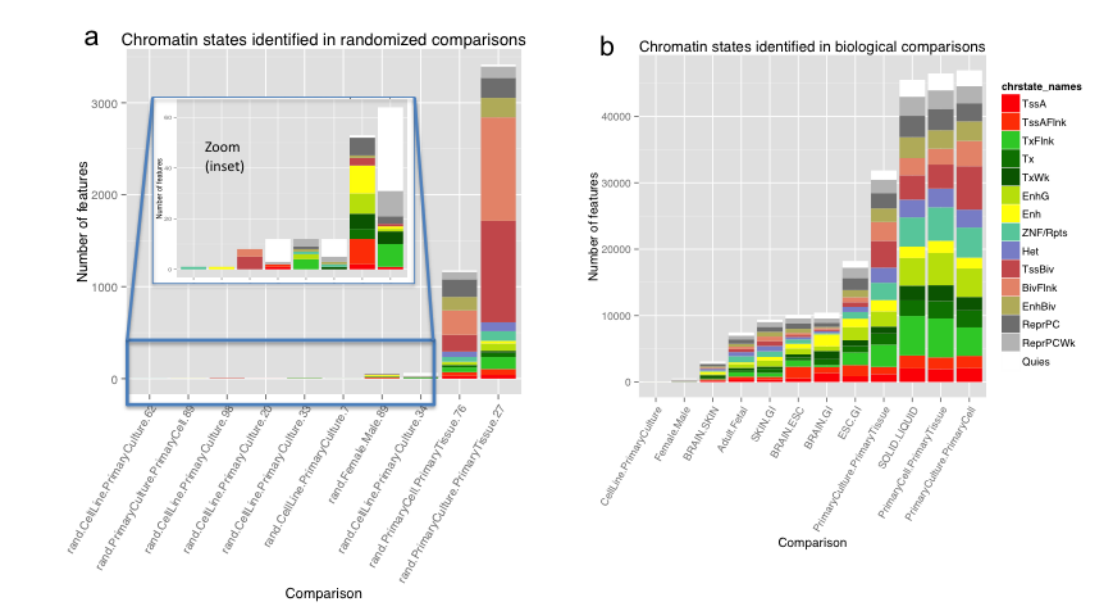 a
Chromatin states identified in randomized comparisons
Number of features
3000
2000
1000
0
Zoom
(inset)
Number of features
60
40
20
0
rand.CellLine.PrimaryCulture.62
rand.PrimaryCulture.PrimaryCell.89
rand.CellLine.PrimaryCulture.98
rand.CellLine.PrimaryCulture.20
rand.CellLine.PrimaryCulture.33
rand.CellLine.PrimaryCulture.7
rand.Female.Male.89
rand.CellLine.PrimaryCulture.34
rand.PrimaryCell.PrimaryTissue.76
rand.PrimaryCulture.PrimaryTissue.27
Comparison
b
Chromatin states identified in biological comparisons
Number of features
40000
30000
20000
10000
0
CellLine.PrimaryCulture
Female.Male
BRAIN.SKIN
Adult.Fetal
SKIN.GI
BRAIN.ESC
BRAIN.GI
ESC.GI
PrimaryCulture.PrimaryTissue
SOLID.LIQUID
PrimaryCell.PrimaryTissue
PrimaryCulture.PrimaryCell
Comparison
chrstate_names
TssA
TssAFlnk
TxFlnk
Tx
TxWk
EnhG
Enh
ZNF/Rpts
Het
TssBiv
BivFlnk
EnhBiv
ReprPC
ReprPCWk
Quies